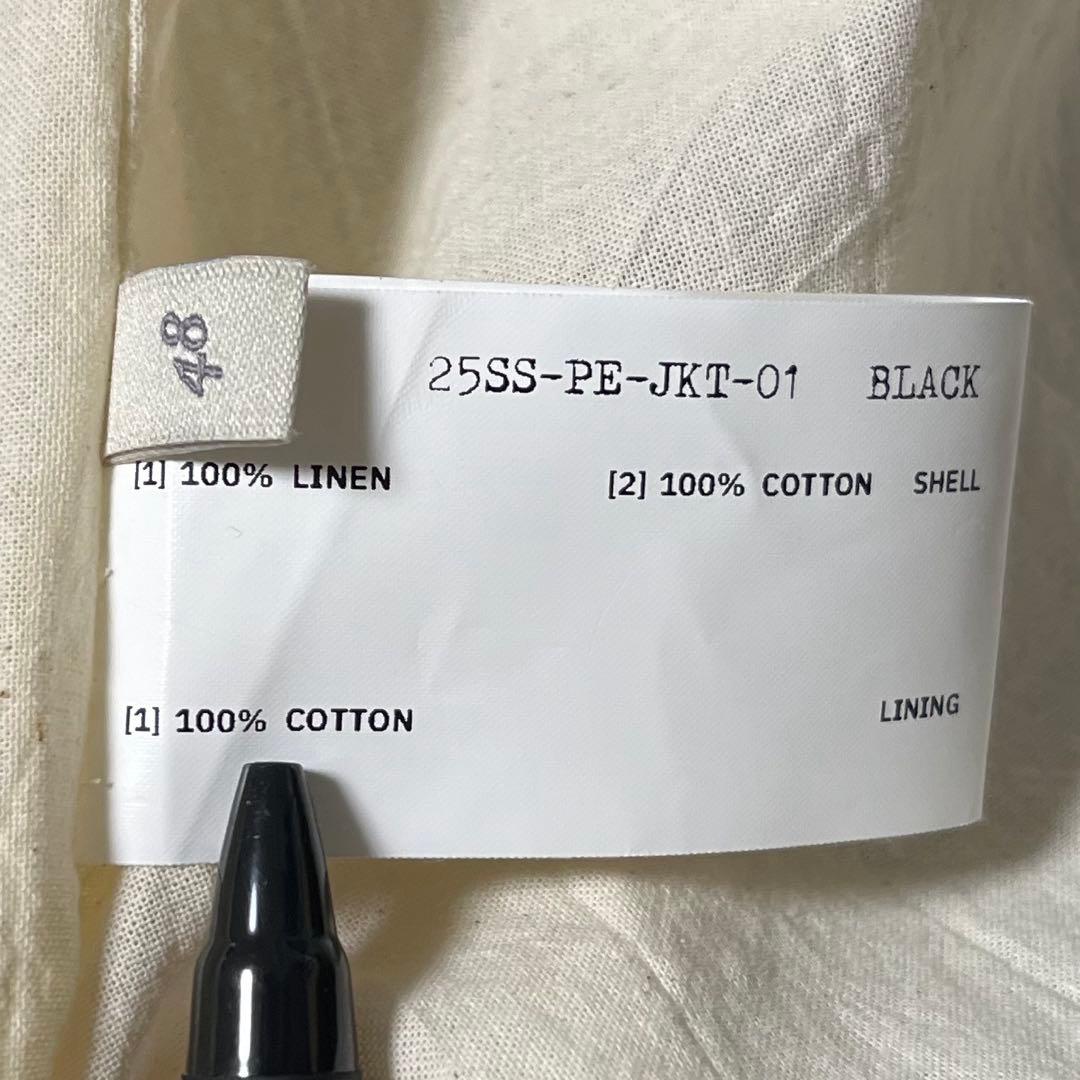 48
25SS-PE-JKT-01 BLACK
[1] 100% LINEN [2] 100% COTTON SHELL
[1] 100% COTTON LINING